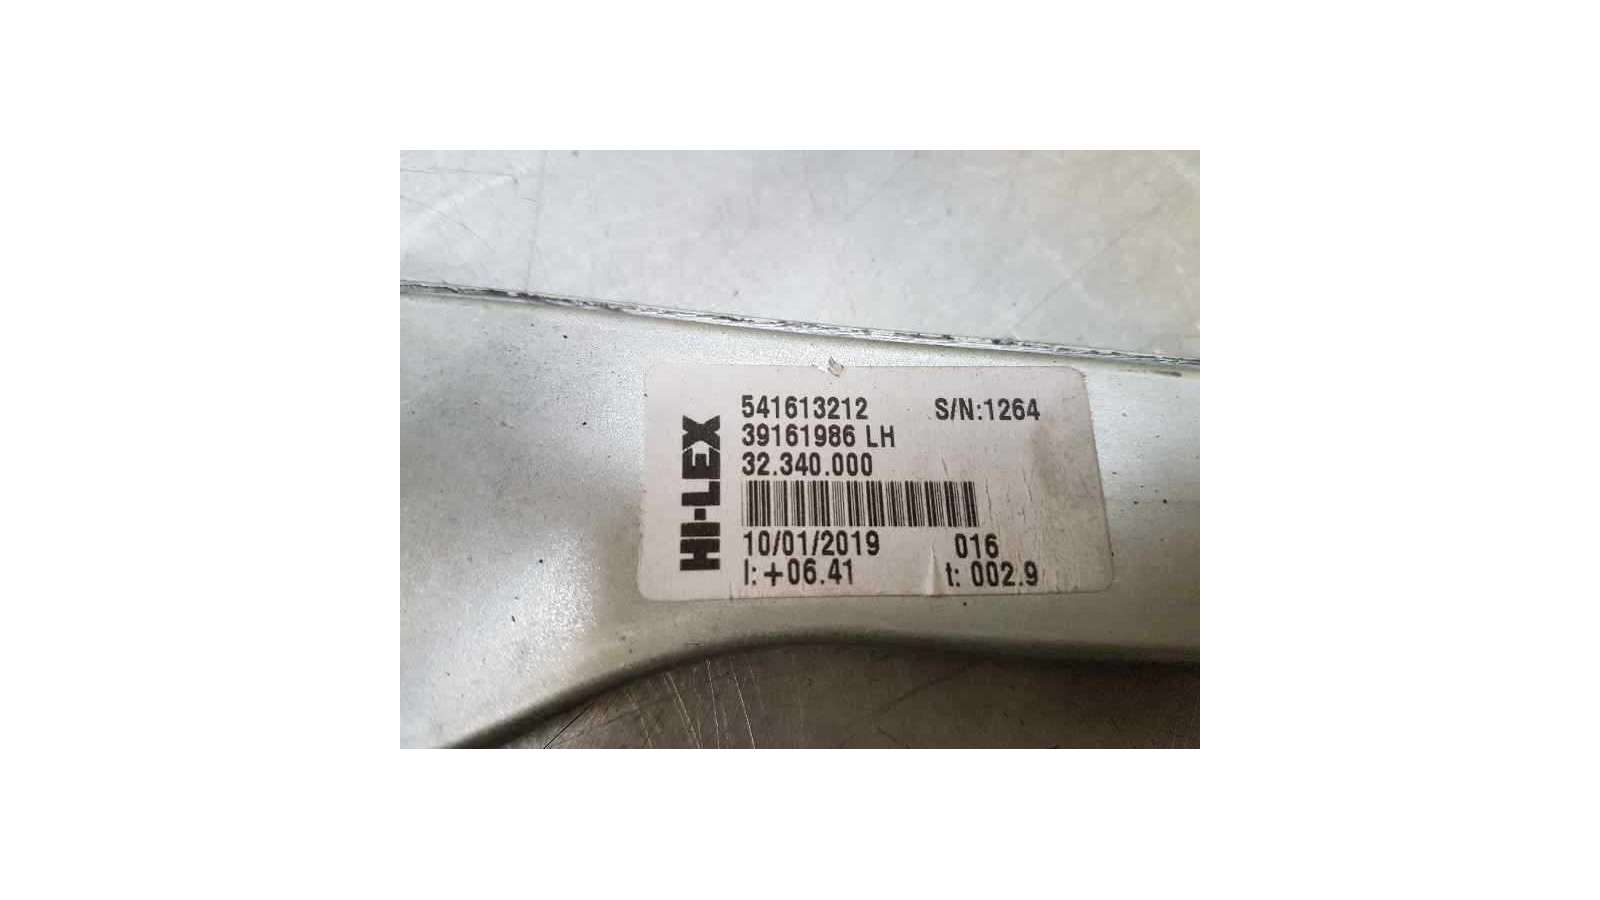 HI-LEX
541613212 S/N:1264
39161986 LH
32.340.000
10/01/2019 016
I:+06.41 t:002.9